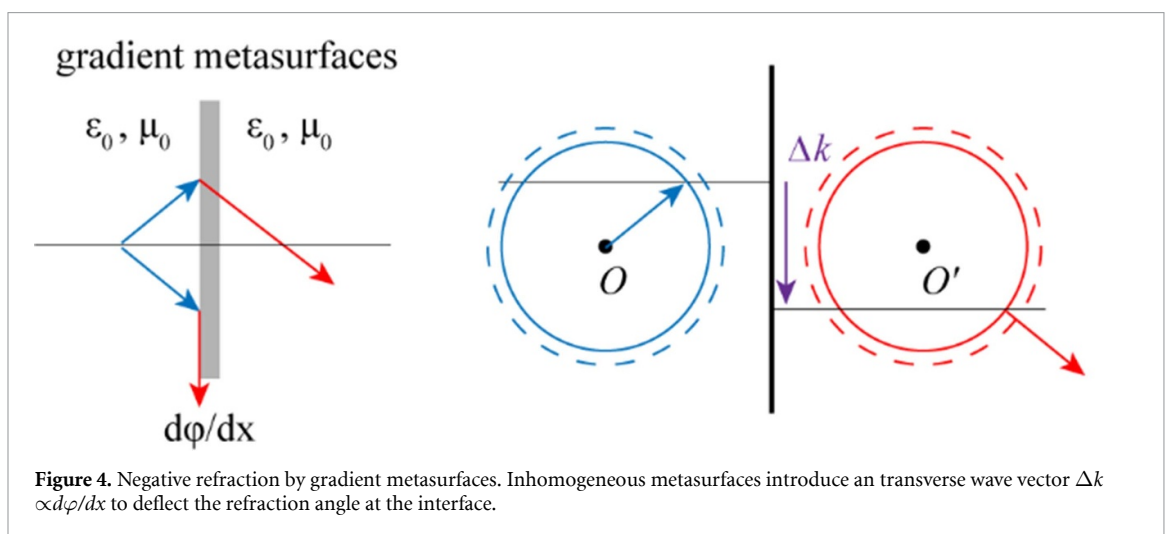 gradient metasurfaces
ε₀, μ₀ ε₀, μ₀
Δk
O O′
dφ/dx
Figure 4. Negative refraction by gradient metasurfaces. Inhomogeneous metasurfaces introduce an transverse wave vector Δk
∝dφ/dx to deflect the refraction angle at the interface.